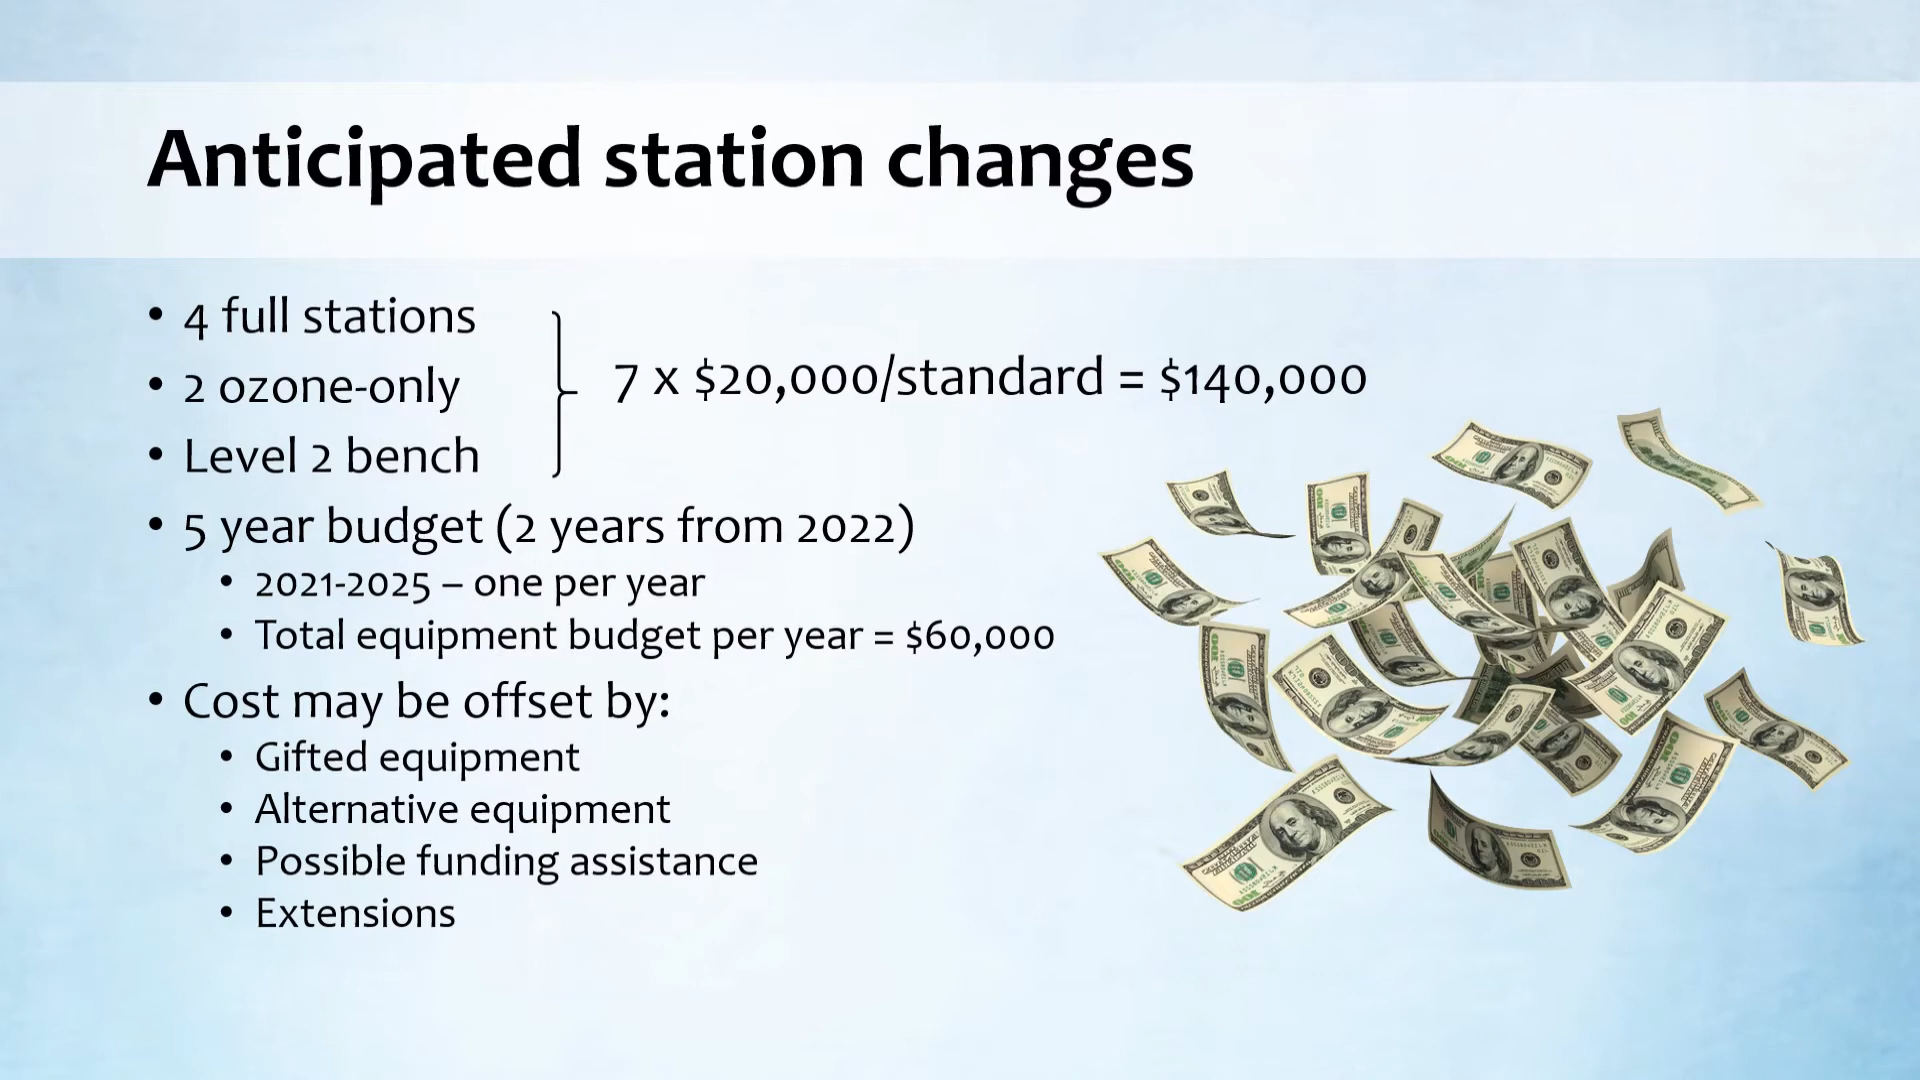 Anticipated station changes
• 4 full stations
• 2 ozone-only
• Level 2 bench
7 x $20,000/standard = $140,000
• 5 year budget (2 years from 2022)
• 2021-2025 – one per year
• Total equipment budget per year = $60,000
• Cost may be offset by:
• Gifted equipment
• Alternative equipment
• Possible funding assistance
• Extensions